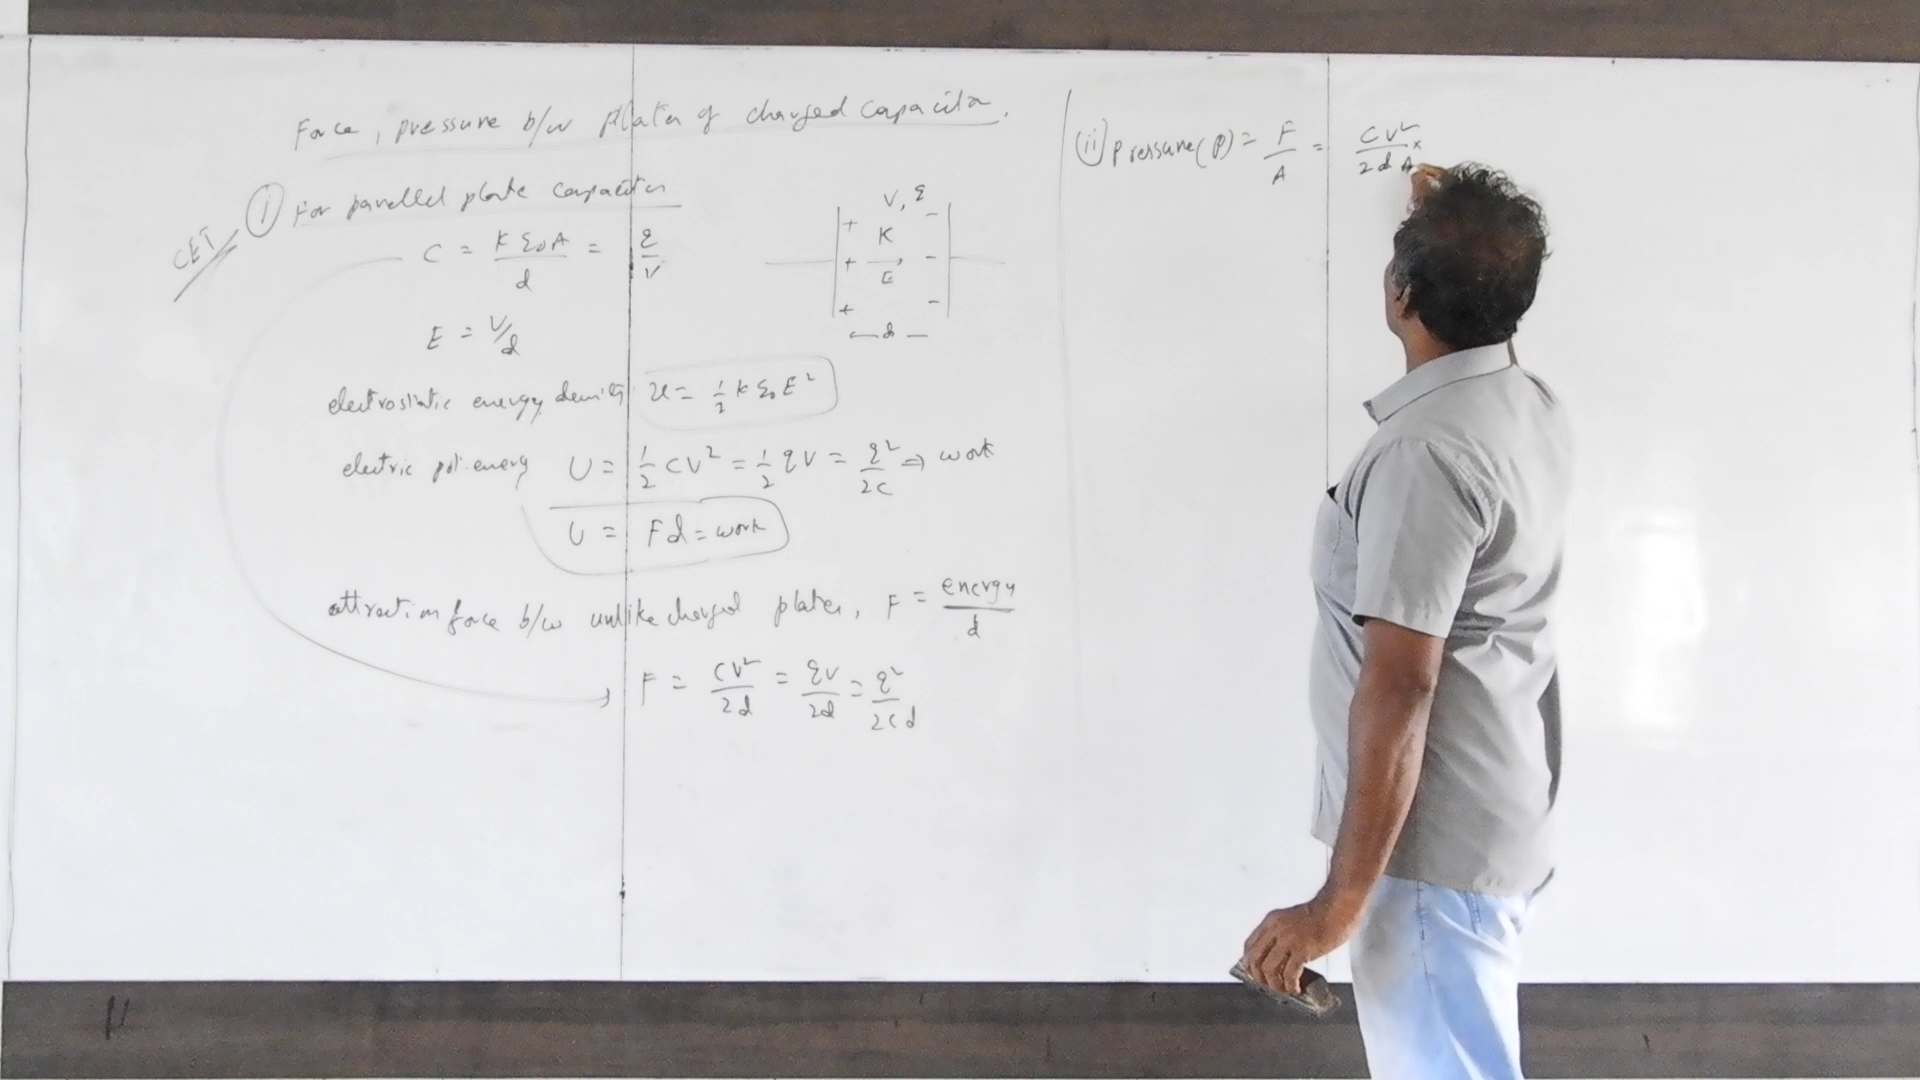 Force, pressure b/w plates of charged capacitor.
CET
(i) For parallel plate capacitor
C = Kε₀A/d = q/V
E = V/d
electrostatic energy density u = 1/2 K ε₀ E²
electric pot. energy U = 1/2 CV² = 1/2 qV = q²/2C ⇒ work
U = Fd = work
attraction force b/w unlike charged plates, F = energy/d
F = CV²/2d = qV/2d = q²/2Cd
V, q
+ K -
+ → -
E
+ -
d
(ii) Pressure (P) = F/A = CV²/2dA ×